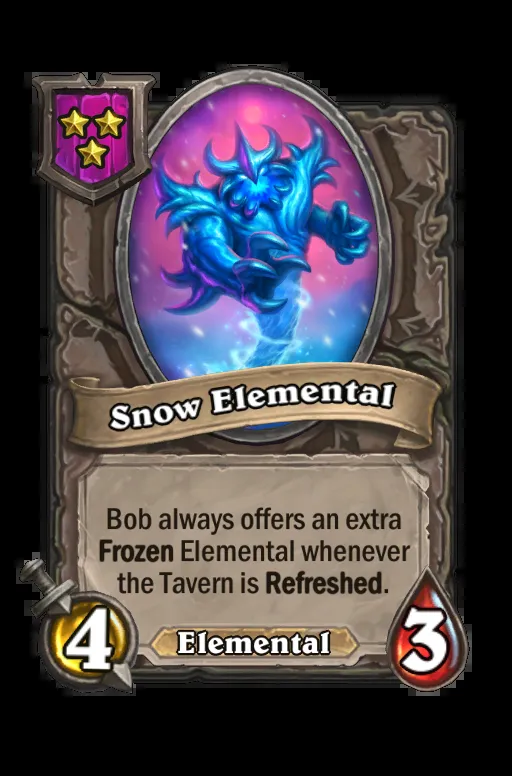 Snow Elemental
Bob always offers an extra
Frozen Elemental whenever
the Tavern is Refreshed.
4
Elemental
3